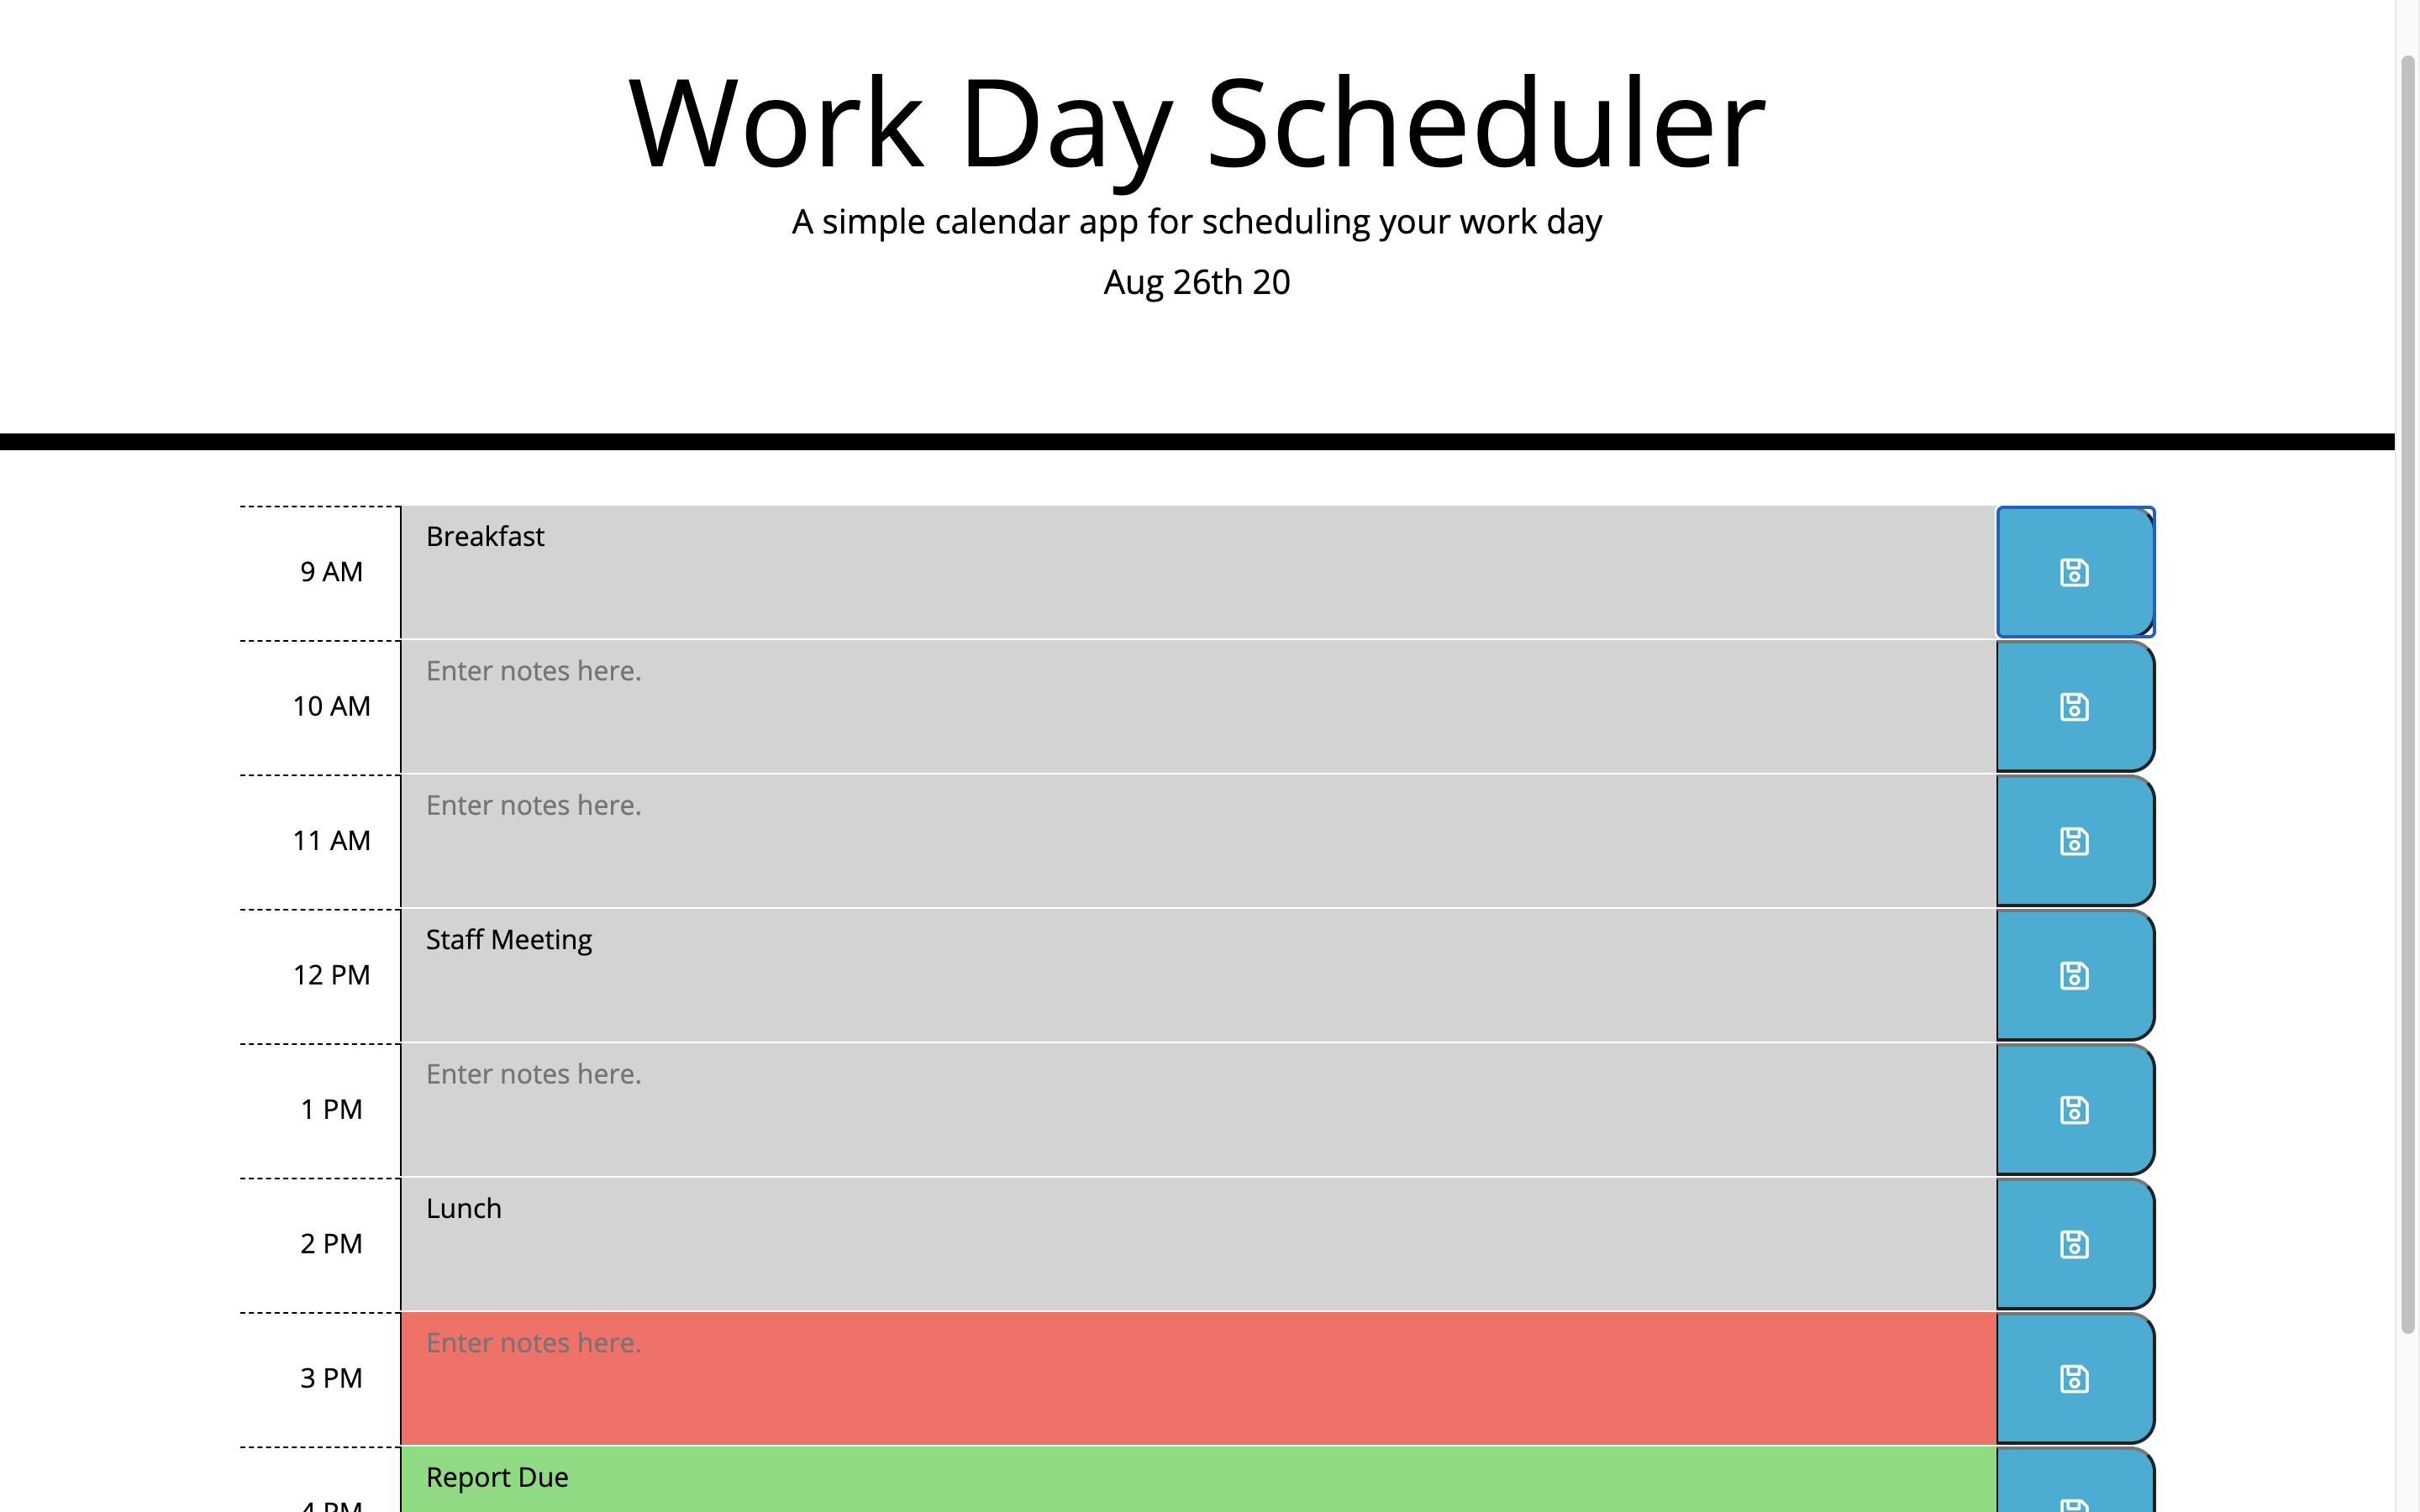 Work Day Scheduler
A simple calendar app for scheduling your work day
Aug 26th 20
9 AM
Breakfast
10 AM
Enter notes here.
11 AM
Enter notes here.
12 PM
Staff Meeting
1 PM
Enter notes here.
2 PM
Lunch
3 PM
Enter notes here.
4 PM
Report Due